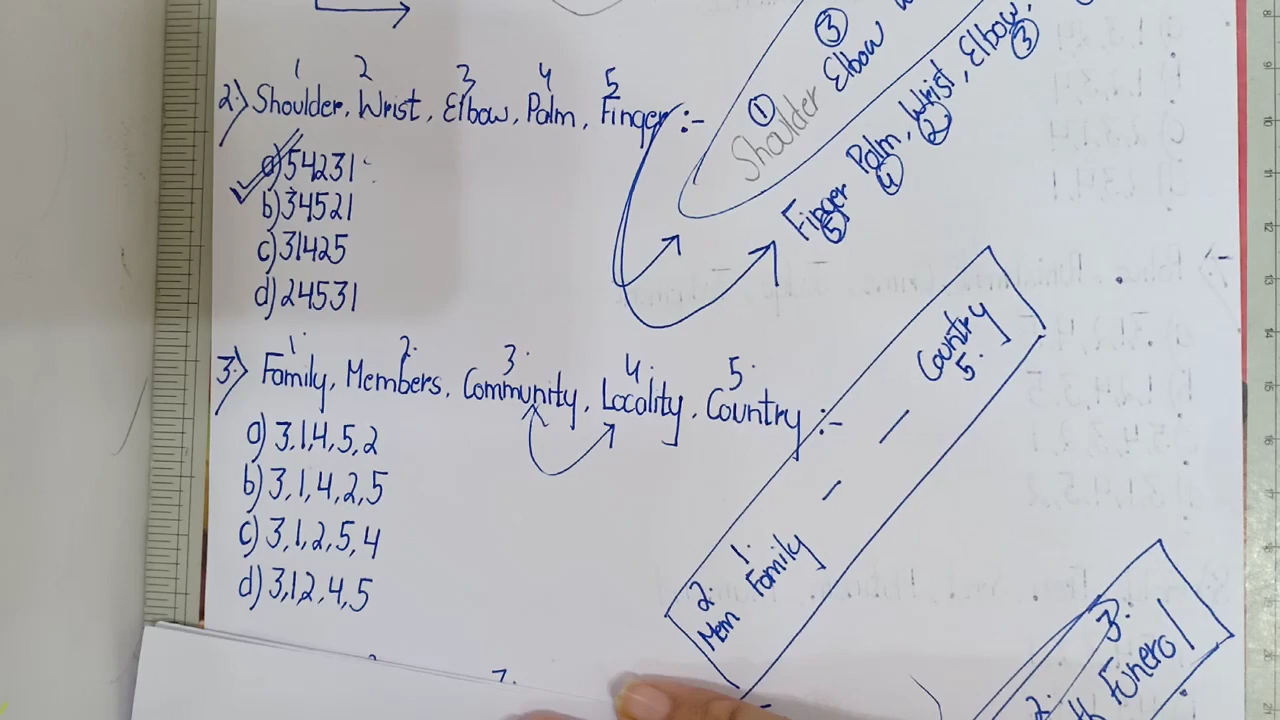 1 2 3 4 5
2.) Shoulder, Wrist, Elbow, Palm, Finger :-
a) 54231
b) 34521
c) 31425
d) 24531
1 3
Shoulder Elbow
Finger Palm, Wrist, Elbow,
5 4 2 3
1. 2. 3. 4. 5.
3.) Family, Members, Community, Locality, Country :-
a) 3,1,4,5,2
b) 3,1,4,2,5
c) 3,1,2,5,4
d) 3,1,2,4,5
2. 1.
Mem Family — — Country
5.
2. 3.
Funeral
7.